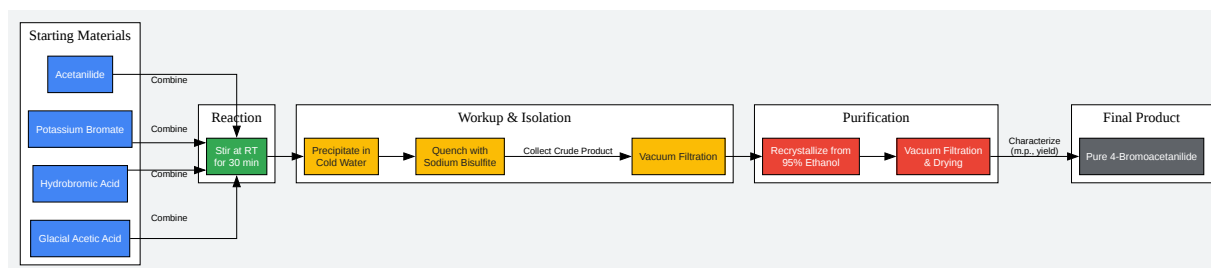 Starting Materials
Acetanilide
Combine
Potassium Bromate
Combine
Hydrobromic Acid
Combine
Glacial Acetic Acid
Combine
Reaction
Stir at RT
for 30 min
Workup & Isolation
Precipitate in
Cold Water
Quench with
Sodium Bisulfite
Collect Crude Product
Vacuum Filtration
Purification
Recrystallize from
95% Ethanol
Vacuum Filtration
& Drying
Characterize
(m.p., yield)
Final Product
Pure 4-Bromoacetanilide